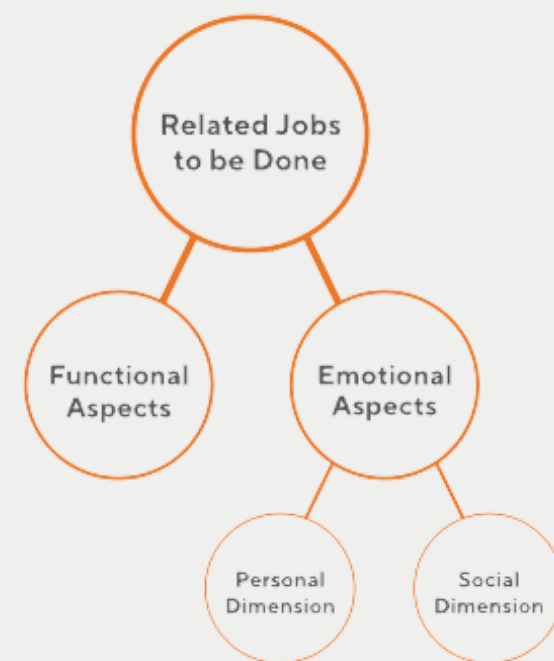 Related Jobs
to be Done
Functional
Aspects
Emotional
Aspects
Personal
Dimension
Social
Dimension